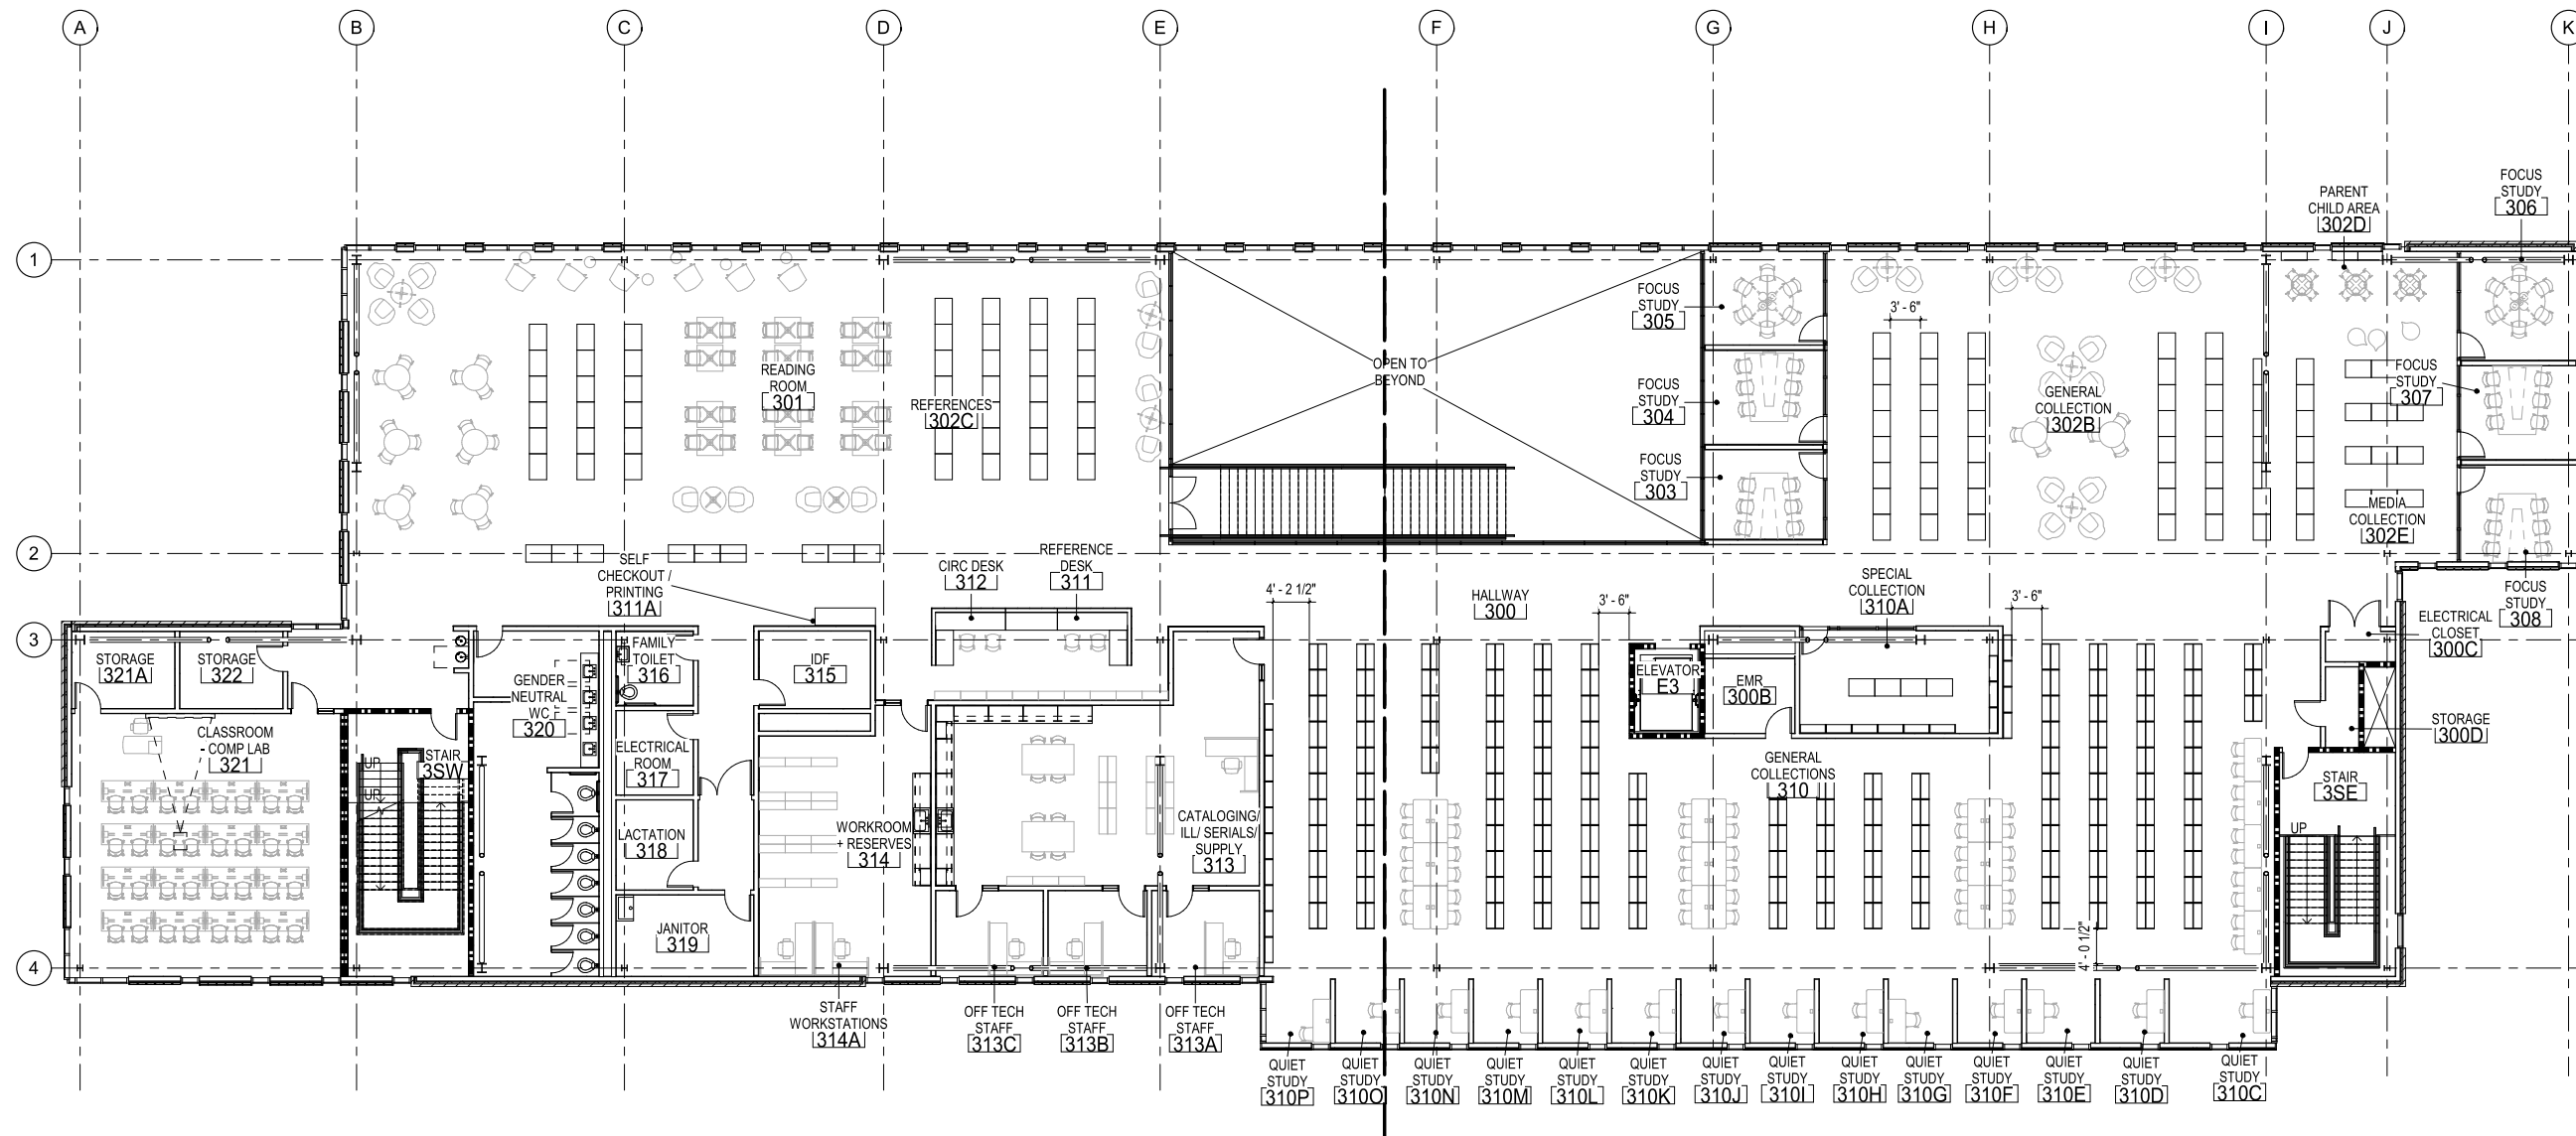 A
B
C
D
E
F
G
H
I
J
K
1
2
3
4
FOCUS
STUDY
306
PARENT
CHILD AREA
302D
FOCUS
STUDY
305
3' - 6"
OPEN TO
BEYOND
READING
ROOM
301
REFERENCES
302C
FOCUS
STUDY
304
GENERAL
COLLECTION
302B
FOCUS
STUDY
307
FOCUS
STUDY
303
MEDIA
COLLECTION
302E
SELF
CHECKOUT /
PRINTING
311A
CIRC DESK
312
REFERENCE
DESK
311
4' - 2 1/2"
HALLWAY
300
3' - 6"
SPECIAL
COLLECTION
310A
3' - 6"
FOCUS
STUDY
308
ELECTRICAL
CLOSET
300C
STORAGE
321A
STORAGE
322
FAMILY
TOILET
316
IDF
315
ELEVATOR
E3
EMR
300B
GENDER
NEUTRAL
WC
320
STORAGE
300D
CLASSROOM
- COMP LAB
321
UP
UP
STAIR
3SW
ELECTRICAL
ROOM
317
GENERAL
COLLECTIONS
310
STAIR
3SE
UP
LACTATION
318
WORKROOM
+ RESERVES
314
CATALOGING/
ILL/ SERIALS/
SUPPLY
313
JANITOR
319
4' - 0 1/2"
STAFF
WORKSTATIONS
314A
OFF TECH
STAFF
313C
OFF TECH
STAFF
313B
OFF TECH
STAFF
313A
QUIET
STUDY
310P
QUIET
STUDY
310O
QUIET
STUDY
310N
QUIET
STUDY
310M
QUIET
STUDY
310L
QUIET
STUDY
310K
QUIET
STUDY
310J
QUIET
STUDY
310I
QUIET
STUDY
310H
QUIET
STUDY
310G
QUIET
STUDY
310F
QUIET
STUDY
310E
QUIET
STUDY
310D
QUIET
STUDY
310C